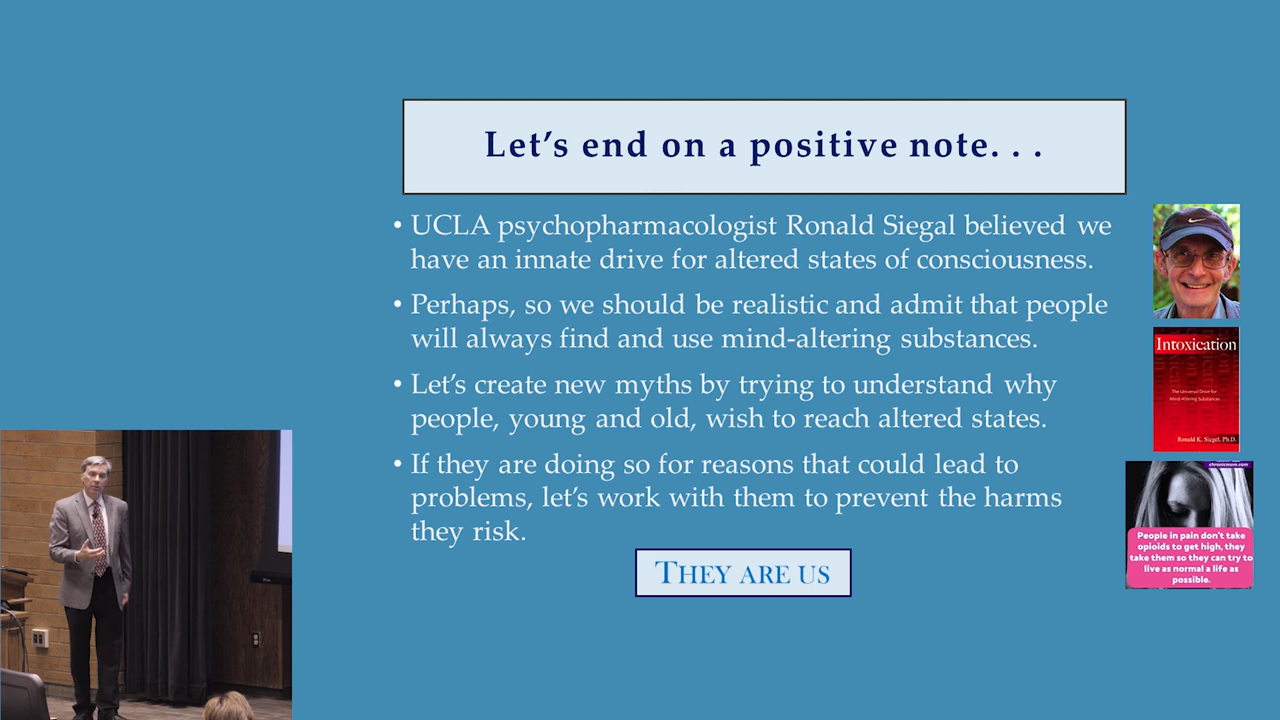 Let's end on a positive note. . .
• UCLA psychopharmacologist Ronald Siegal believed we
have an innate drive for altered states of consciousness.
• Perhaps, so we should be realistic and admit that people
will always find and use mind-altering substances.
• Let's create new myths by trying to understand why
people, young and old, wish to reach altered states.
• If they are doing so for reasons that could lead to
problems, let's work with them to prevent the harms
they risk.
THEY ARE US
Intoxication
The Universal Drive for
Mind-Altering Substances
Ronald K. Siegel, Ph.D.
chronicmom.com
People in pain don't take
opioids to get high, they
take them so they can try to
live as normal a life as
possible.